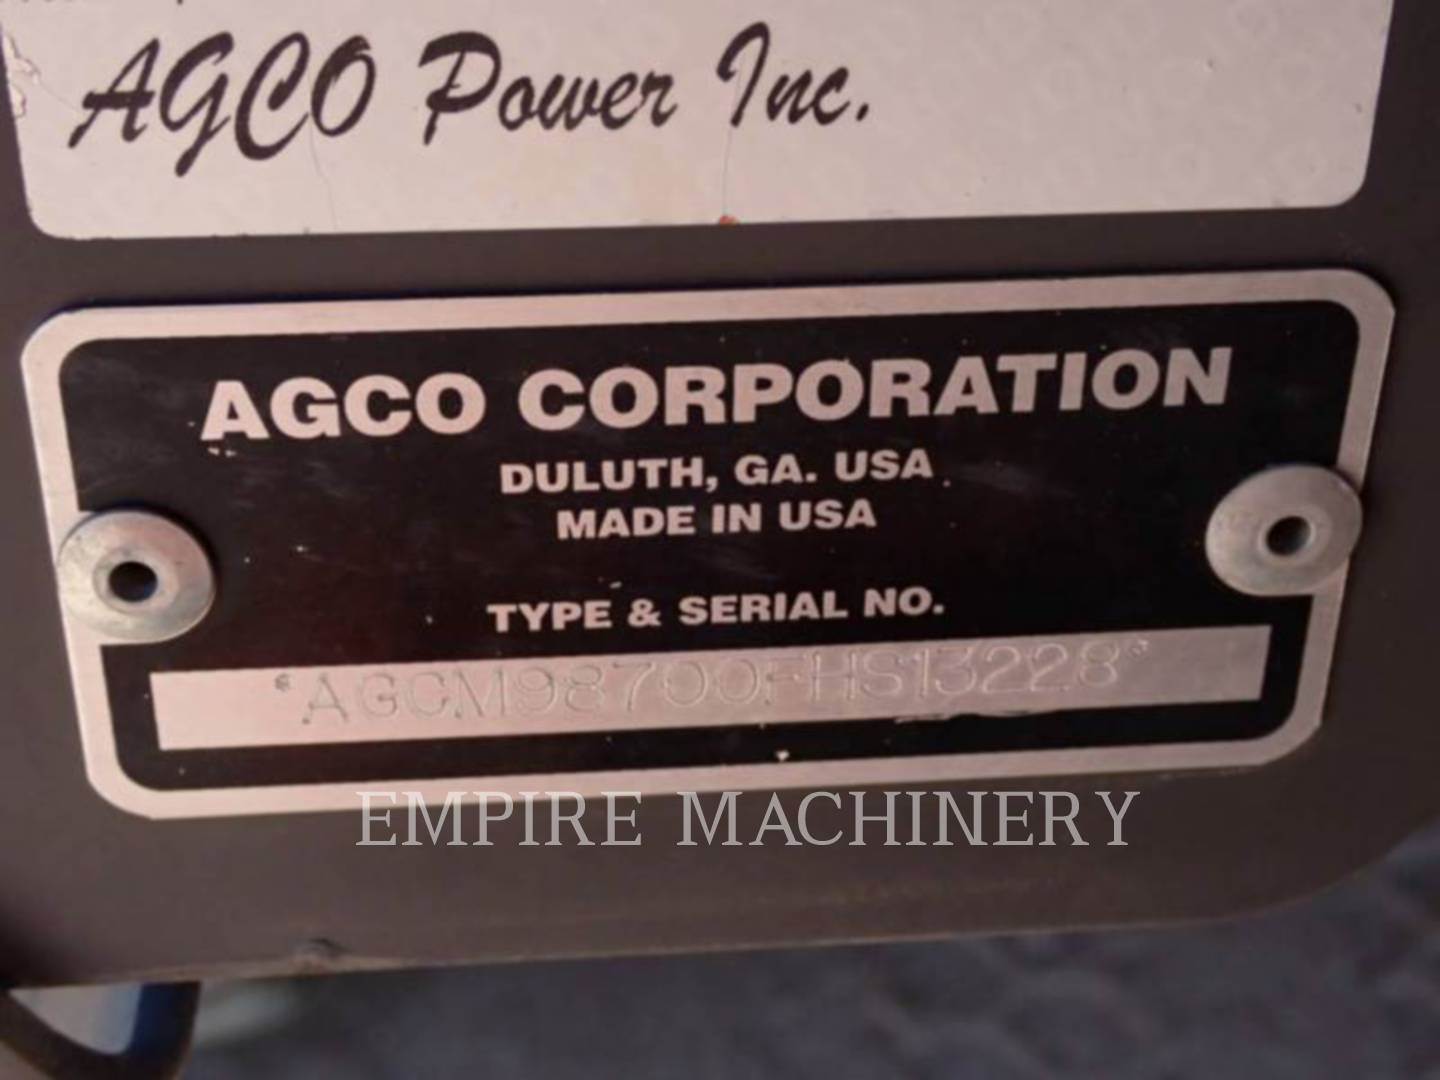 AGCO Power Inc.
AGCO CORPORATION
DULUTH, GA. USA
MADE IN USA
TYPE & SERIAL NO.
*AGCM98700FHS13228*
EMPIRE MACHINERY